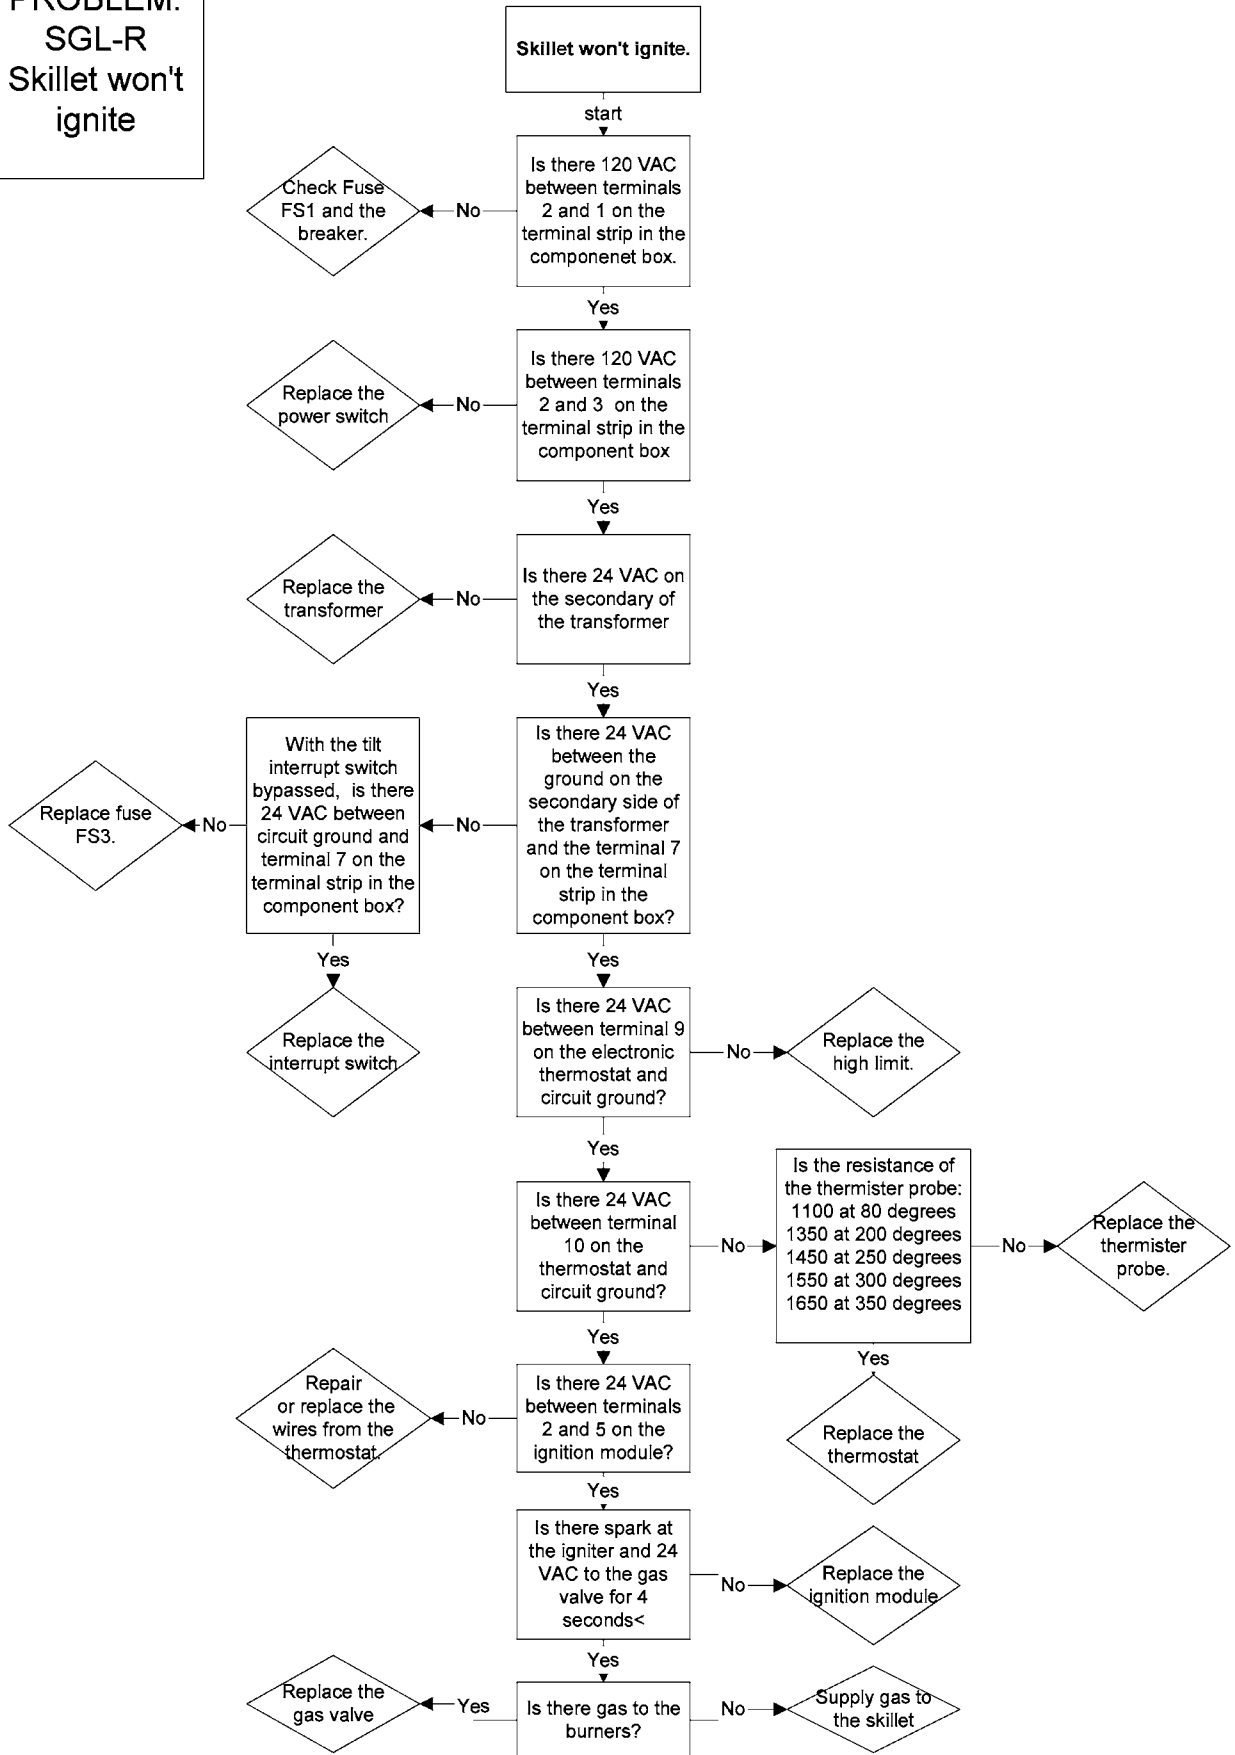 PROBLEM:
SGL-R
Skillet won't
ignite
Skillet won't ignite.
start
Is there 120 VAC
between terminals
2 and 1 on the
terminal strip in the
componenet box.
No
Check Fuse
FS1 and the
breaker.
Yes
Is there 120 VAC
between terminals
2 and 3 on the
terminal strip in the
component box
No
Replace the
power switch
Yes
Is there 24 VAC on
the secondary of
the transformer
No
Replace the
transformer
Yes
Is there 24 VAC
between the
ground on the
secondary side of
the transformer
and the terminal 7
on the terminal
strip in the
component box?
No
With the tilt
interrupt switch
bypassed, is there
24 VAC between
circuit ground and
terminal 7 on the
terminal strip in the
component box?
No
Replace fuse
FS3.
Yes
Replace the
interrupt switch
Yes
Is there 24 VAC
between terminal 9
on the electronic
thermostat and
circuit ground?
No
Replace the
high limit.
Yes
Is there 24 VAC
between terminal
10 on the
thermostat and
circuit ground?
No
Is the resistance of
the thermister probe:
1100 at 80 degrees
1350 at 200 degrees
1450 at 250 degrees
1550 at 300 degrees
1650 at 350 degrees
No
Replace the
thermister
probe.
Yes
Replace the
thermostat
Yes
Is there 24 VAC
between terminals
2 and 5 on the
ignition module?
No
Repair
or replace the
wires from the
thermostat.
Yes
Is there spark at
the igniter and 24
VAC to the gas
valve for 4
seconds<
No
Replace the
ignition module
Yes
Is there gas to the
burners?
Yes
Replace the
gas valve
No
Supply gas to
the skillet